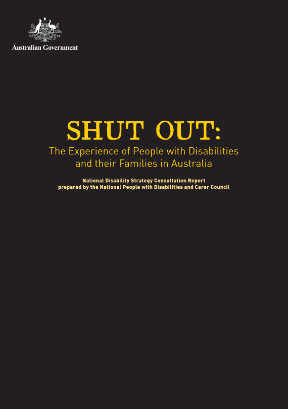 Australian Government
SHUT OUT:
The Experience of People with Disabilities
and their Families in Australia
National Disability Strategy Consultation Report
prepared by the National People with Disabilities and Carer Council